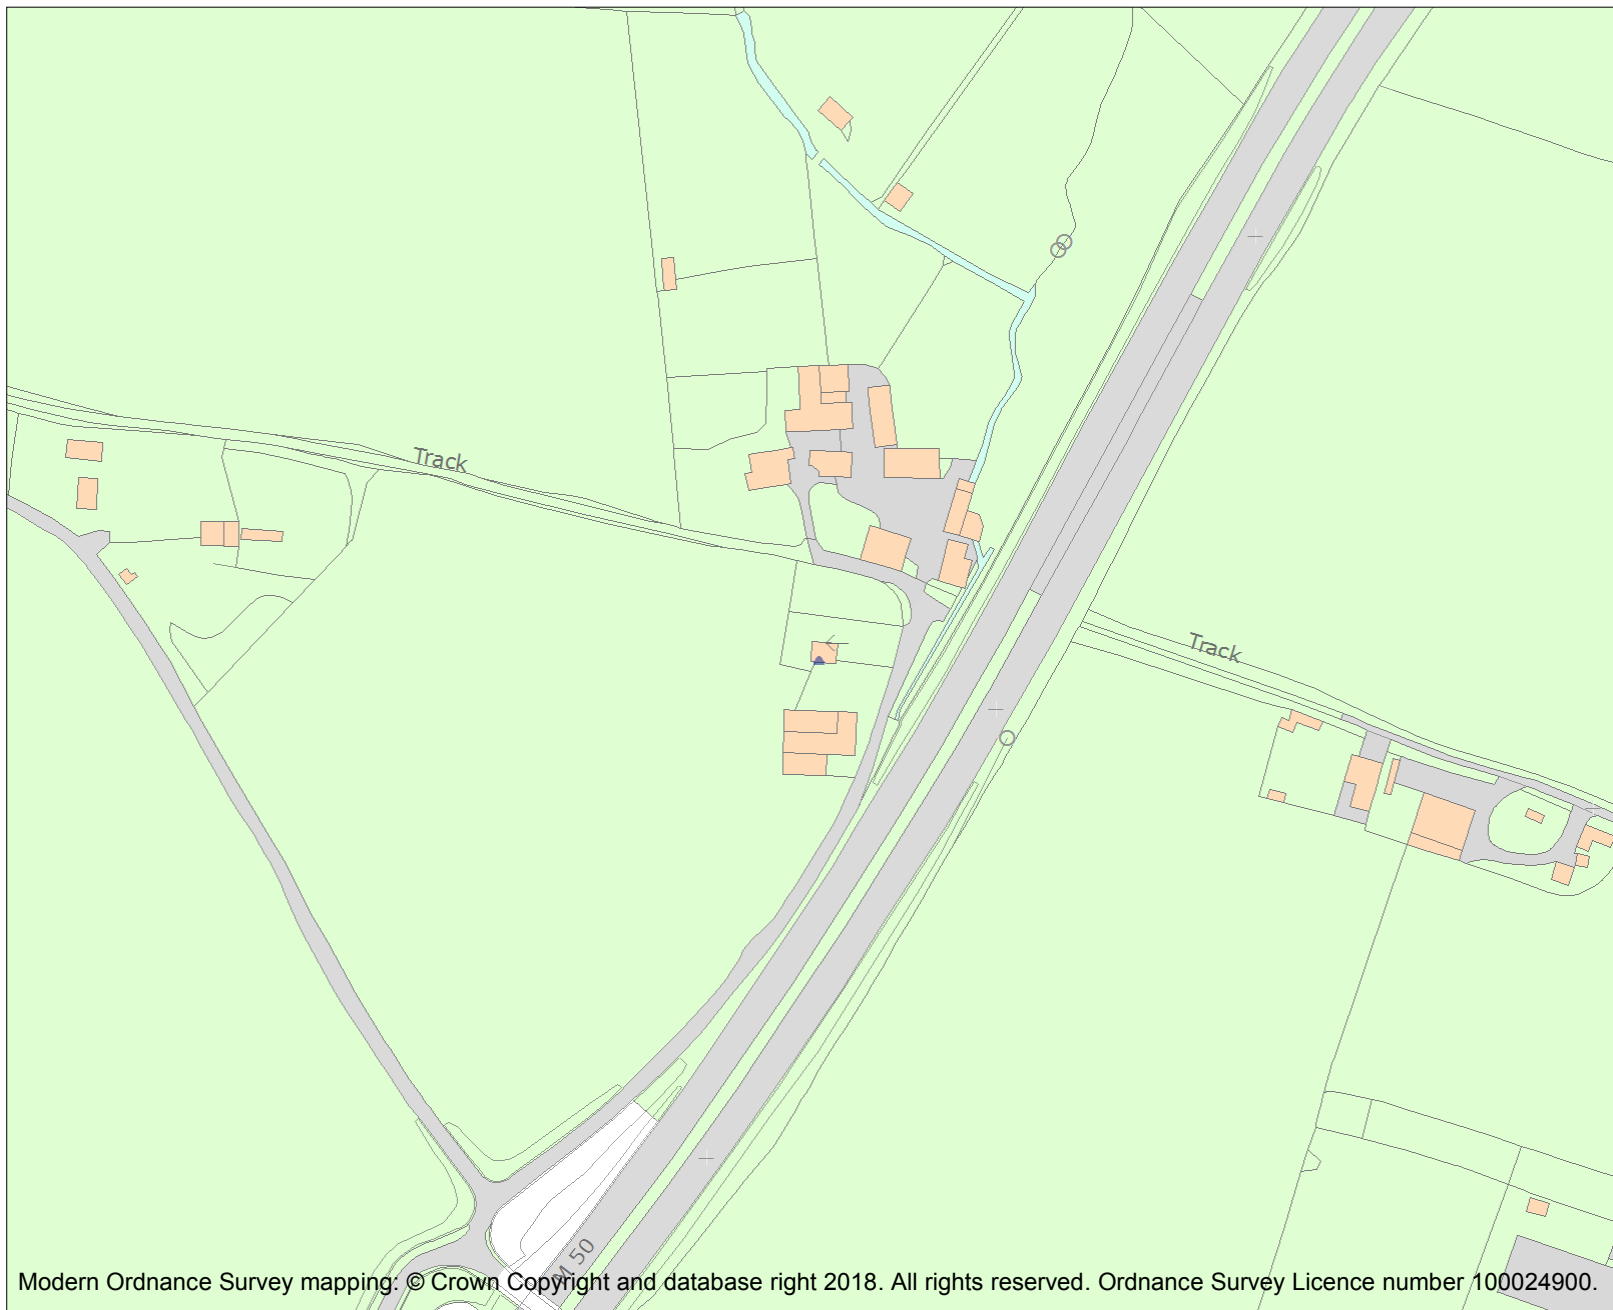 Track
Track
M 50
Modern Ordnance Survey mapping: © Crown Copyright and database right 2018. All rights reserved. Ordnance Survey Licence number 100024900.